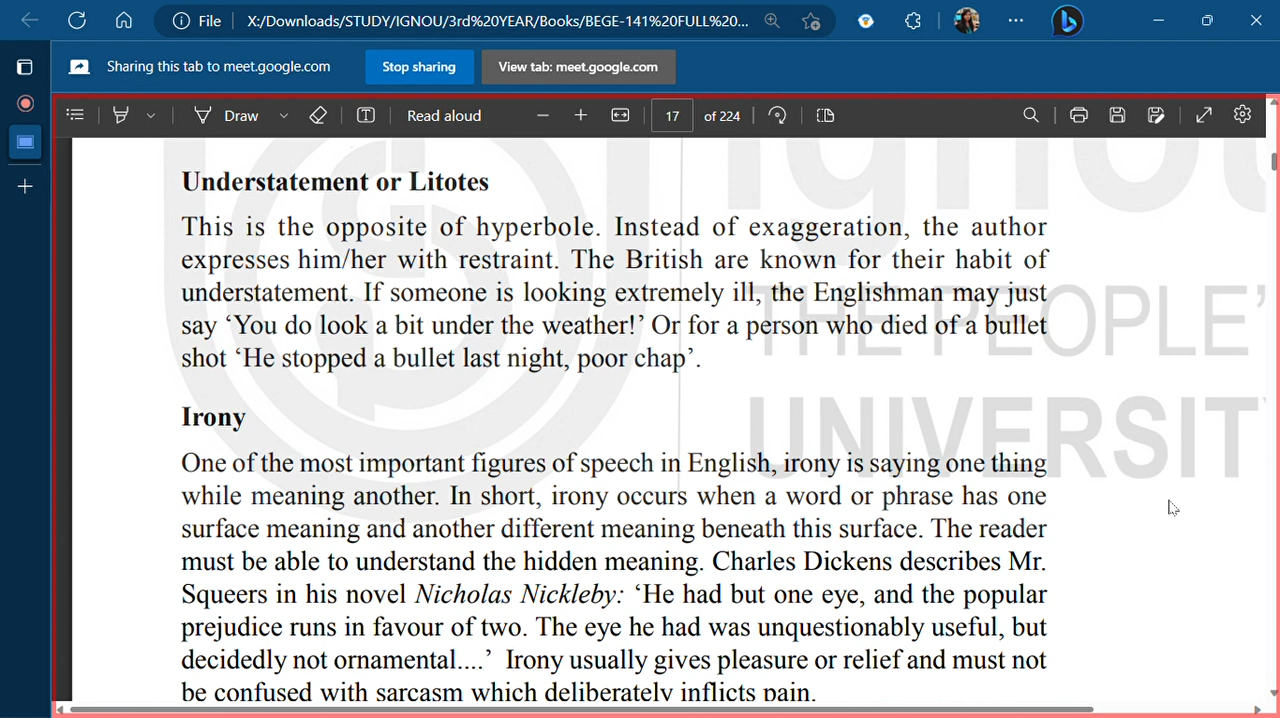 File
X:/Downloads/STUDY/IGNOU/3rd%20YEAR/Books/BEGE-141%20FULL%20...
Sharing this tab to meet.google.com
Stop sharing
View tab: meet.google.com
Draw
Read aloud
17
of 224
Understatement or Litotes
This is the opposite of hyperbole. Instead of exaggeration, the author
expresses him/her with restraint. The British are known for their habit of
understatement. If someone is looking extremely ill, the Englishman may just
say ‘You do look a bit under the weather!’ Or for a person who died of a bullet
shot ‘He stopped a bullet last night, poor chap’.
Irony
One of the most important figures of speech in English, irony is saying one thing
while meaning another. In short, irony occurs when a word or phrase has one
surface meaning and another different meaning beneath this surface. The reader
must be able to understand the hidden meaning. Charles Dickens describes Mr.
Squeers in his novel Nicholas Nickleby: ‘He had but one eye, and the popular
prejudice runs in favour of two. The eye he had was unquestionably useful, but
decidedly not ornamental....’ Irony usually gives pleasure or relief and must not
be confused with sarcasm which deliberately inflicts pain.
ignou
THE PEOPLE’
UNIVERSIT